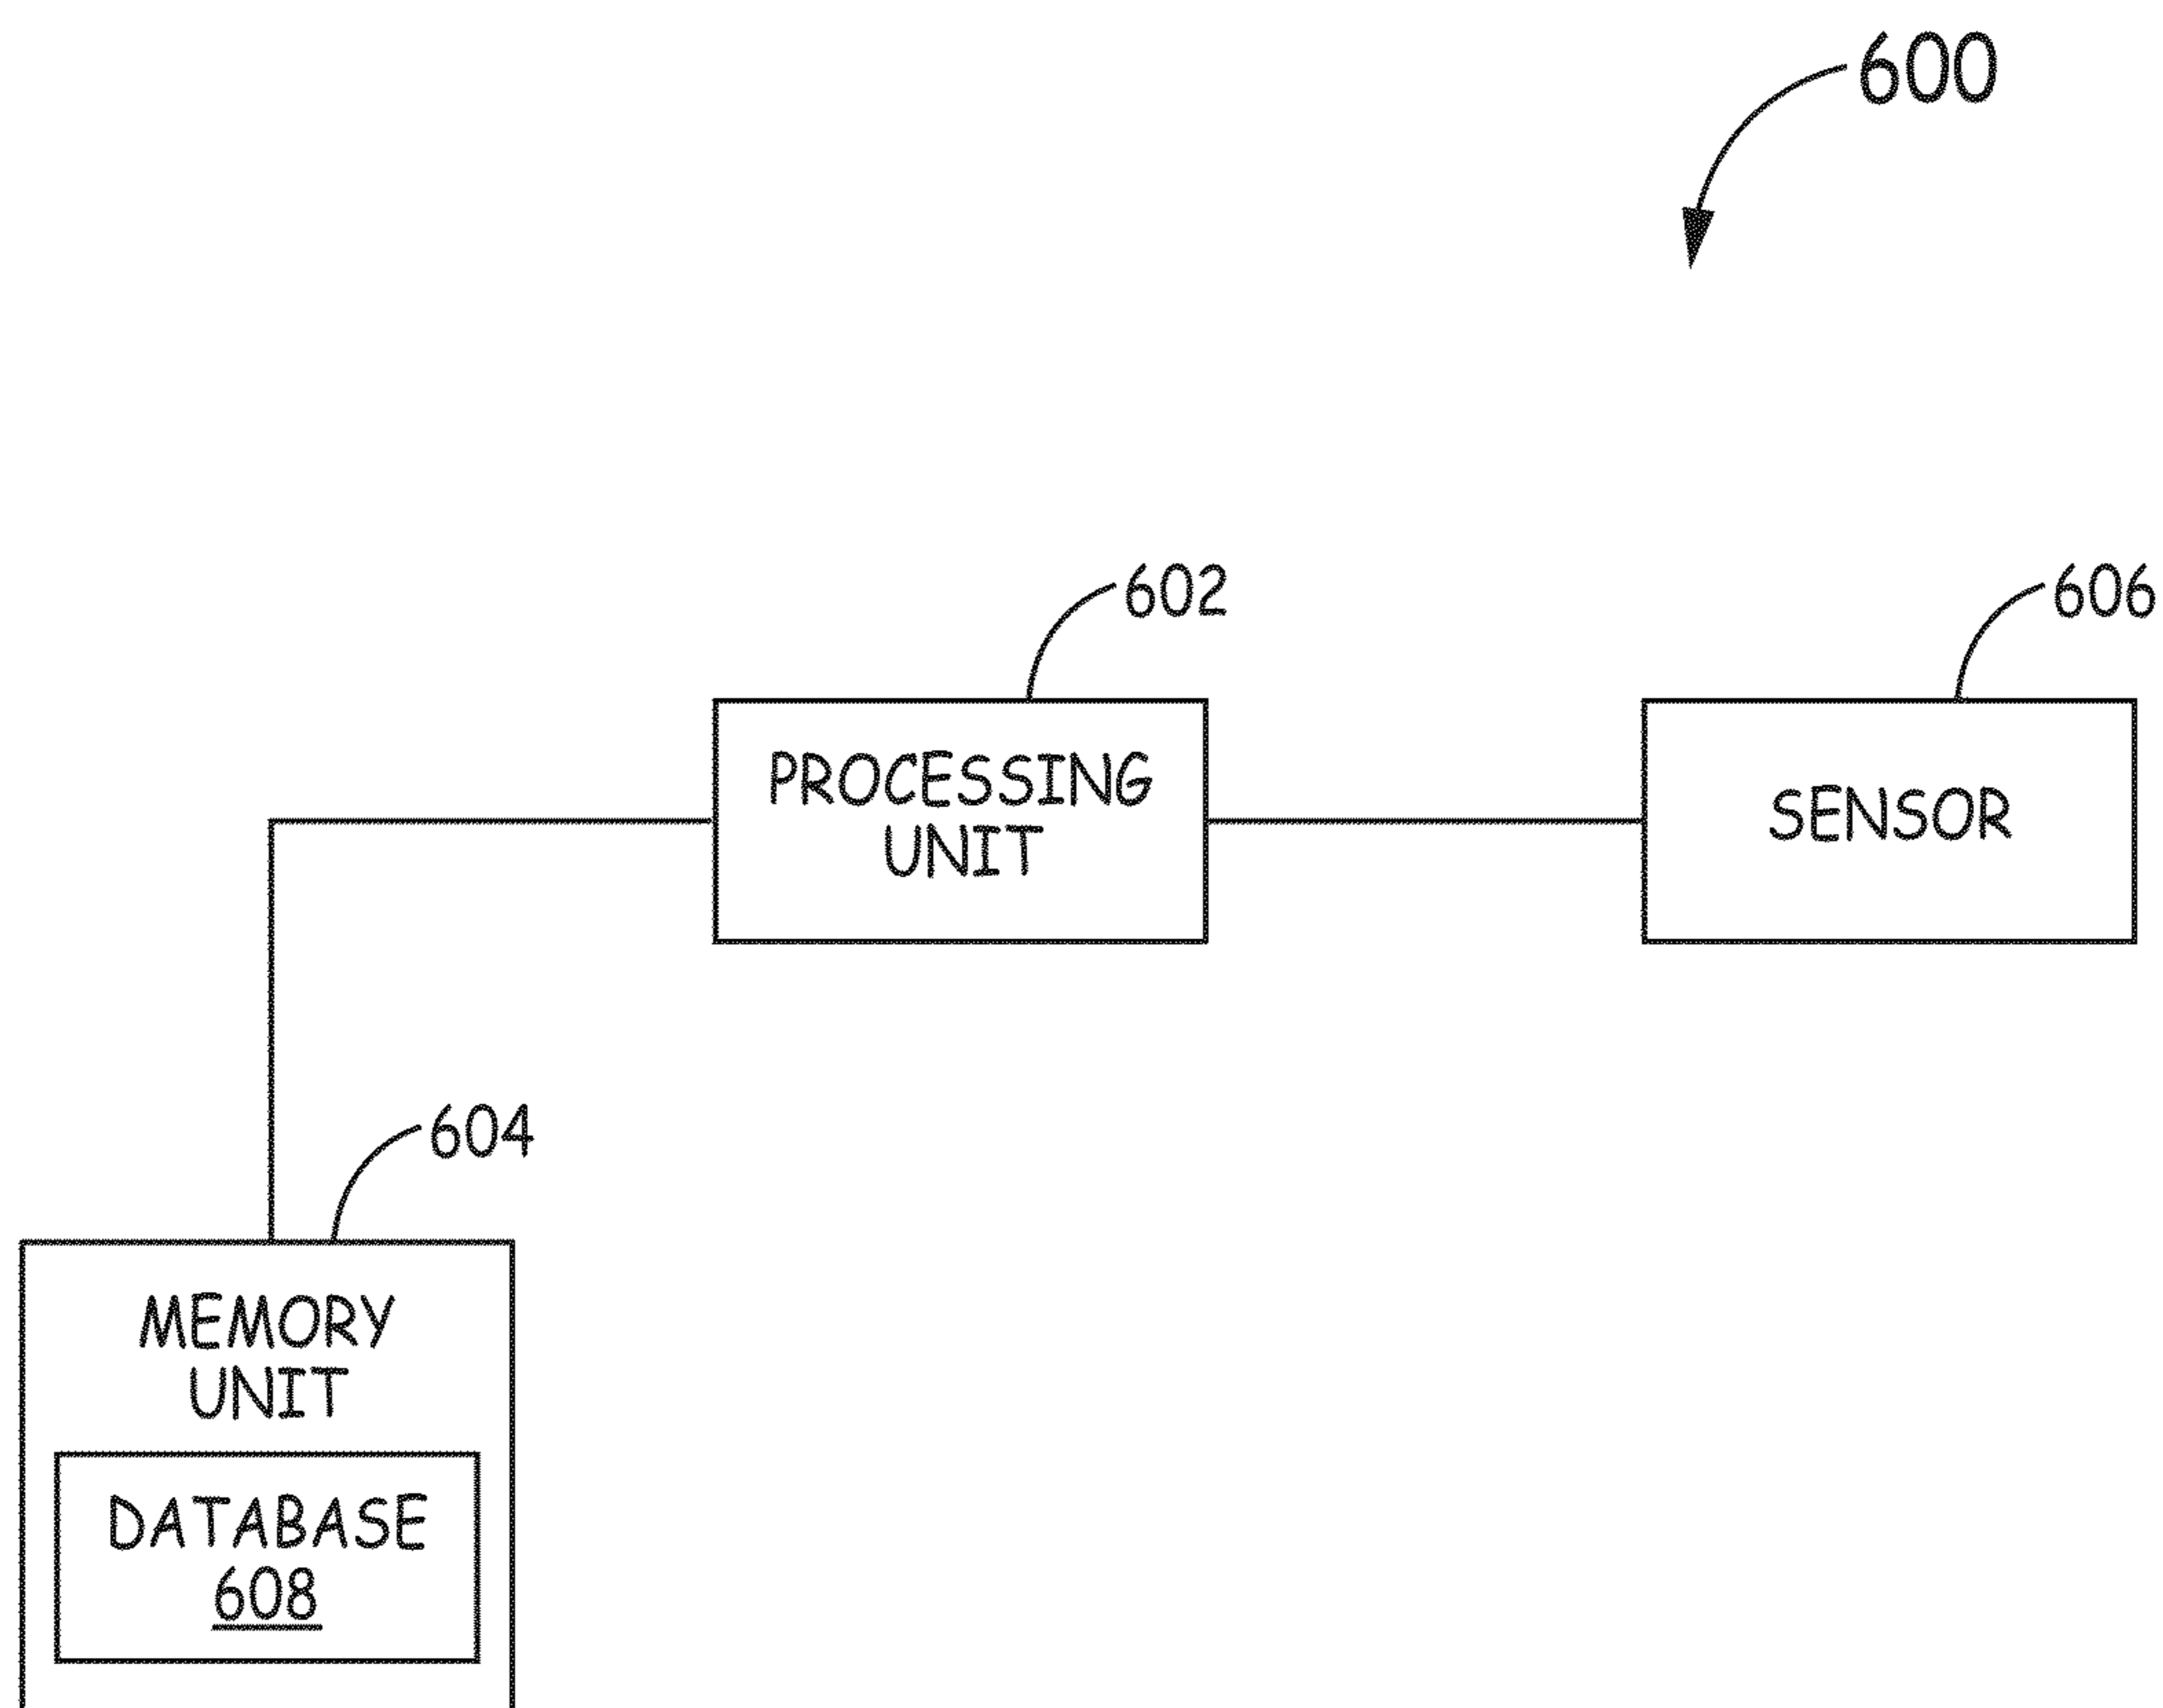 600
602
606
PROCESSING
UNIT
SENSOR
604
MEMORY
UNIT
DATABASE
608